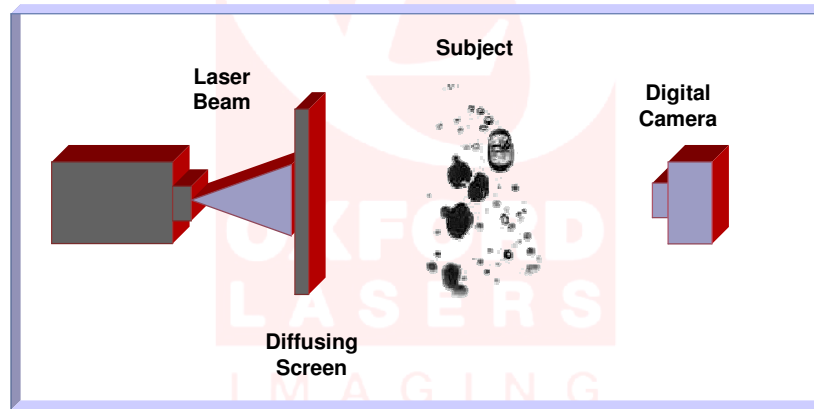 Subject
Laser
Beam
Digital
Camera
OXFORD
LASERS
Diffusing
Screen
IMAGING